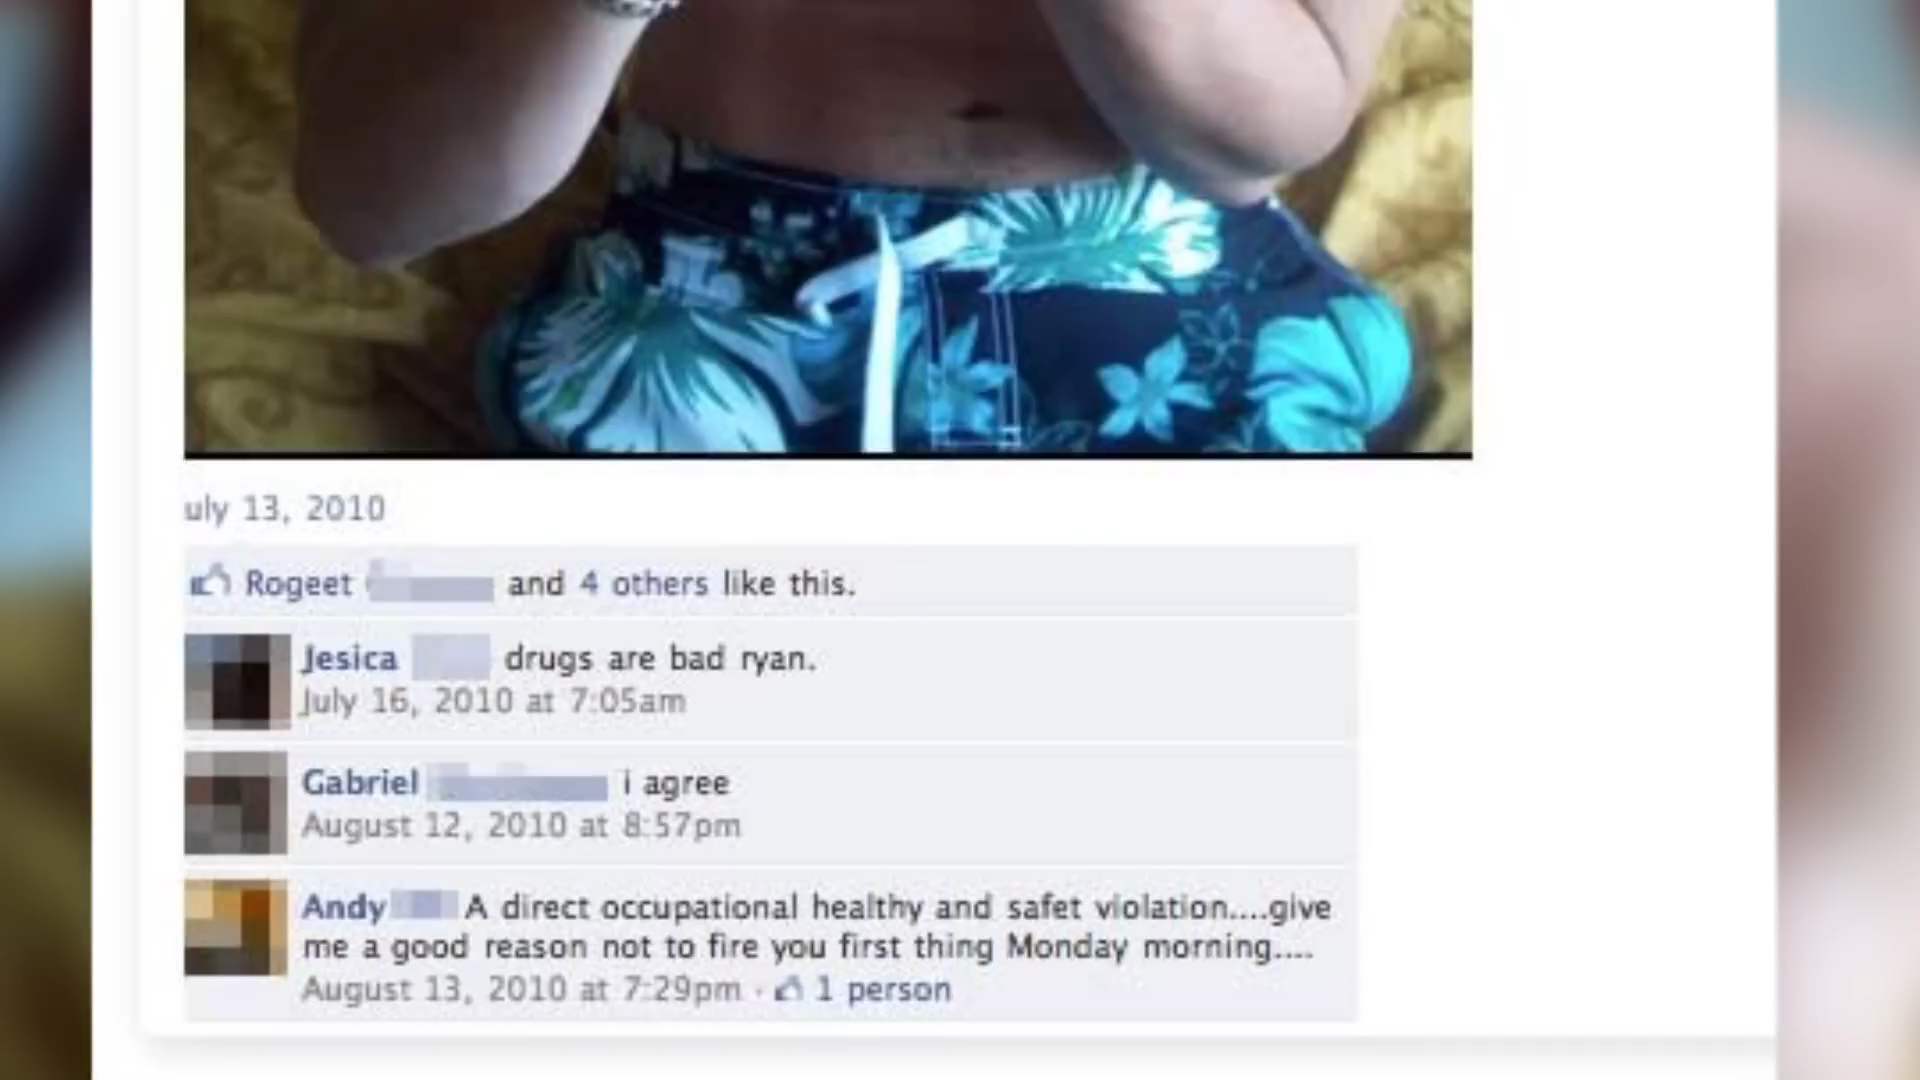 uly 13, 2010
Rogeet and 4 others like this.
Jesica drugs are bad ryan.
July 16, 2010 at 7:05am
Gabriel i agree
August 12, 2010 at 8:57pm
Andy A direct occupational healthy and safet violation....give
me a good reason not to fire you first thing Monday morning....
August 13, 2010 at 7:29pm · 1 person